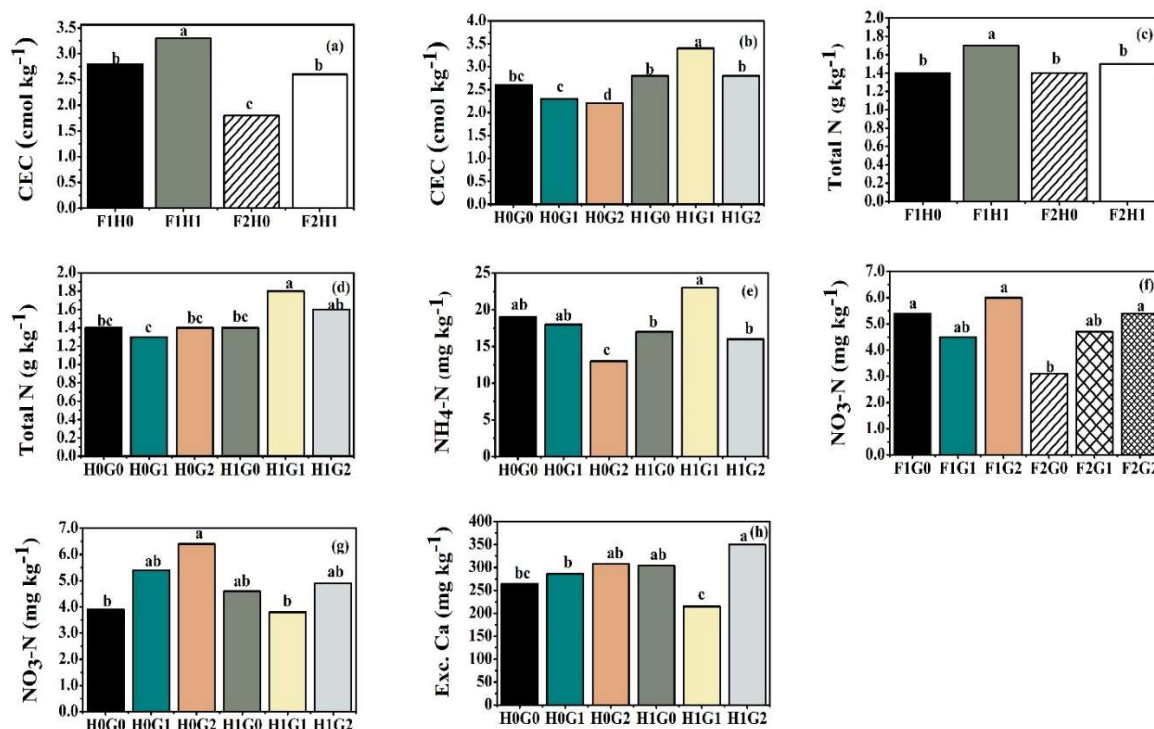 (a)
CEC (cmol kg⁻¹)
3.5
3.0
2.5
2.0
1.5
1.0
0.5
0.0
b
a
c
b
F1H0 F1H1 F2H0 F2H1
(b)
CEC (cmol kg⁻¹)
4.0
3.5
3.0
2.5
2.0
1.5
1.0
0.5
0.0
bc
c
d
b
a
b
H0G0 H0G1 H0G2 H1G0 H1G1 H1G2
(c)
Total N (g kg⁻¹)
1.8
1.6
1.4
1.2
1.0
0.8
0.6
0.4
0.2
0.0
b
a
b
b
F1H0 F1H1 F2H0 F2H1
(d)
Total N (g kg⁻¹)
2.0
1.8
1.6
1.4
1.2
1.0
0.8
0.6
0.4
0.2
0.0
bc
c
bc
bc
a
ab
H0G0 H0G1 H0G2 H1G0 H1G1 H1G2
(e)
NH4-N (mg kg⁻¹)
25
20
15
10
5
0
ab
ab
c
b
a
b
H0G0 H0G1 H0G2 H1G0 H1G1 H1G2
(f)
NO3-N (mg kg⁻¹)
7.0
6.0
5.0
4.0
3.0
2.0
1.0
0.0
a
ab
a
b
ab
a
F1G0 F1G1 F1G2 F2G0 F2G1 F2G2
(g)
NO3-N (mg kg⁻¹)
7.0
6.0
5.0
4.0
3.0
2.0
1.0
0.0
b
ab
a
ab
b
ab
H0G0 H0G1 H0G2 H1G0 H1G1 H1G2
(h)
Exc. Ca (mg kg⁻¹)
400
350
300
250
200
150
100
50
0
bc
b
ab
ab
c
a
H0G0 H0G1 H0G2 H1G0 H1G1 H1G2